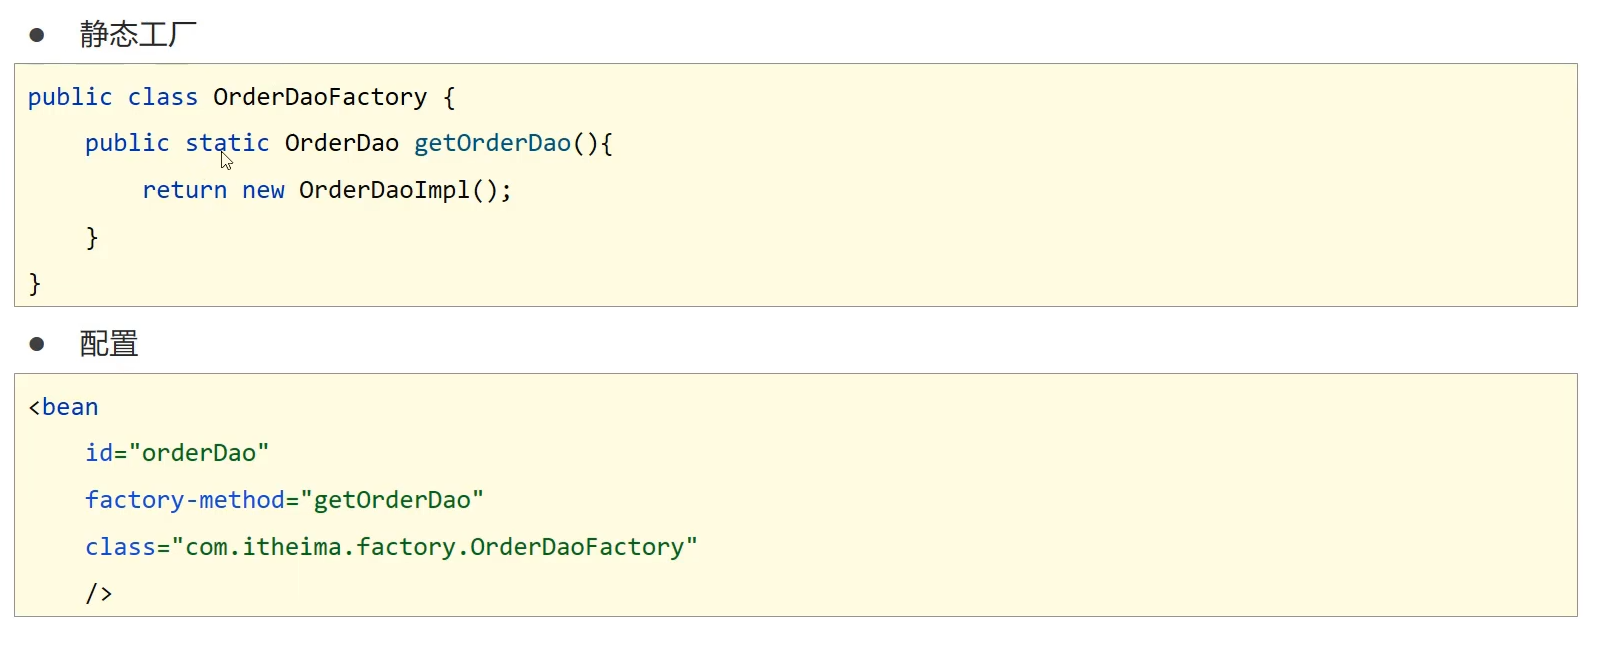 ● 静态工厂
public class OrderDaoFactory {
    public static OrderDao getOrderDao(){
        return new OrderDaoImpl();
    }
}
● 配置
<bean
    id="orderDao"
    factory-method="getOrderDao"
    class="com.itheima.factory.OrderDaoFactory"
    />